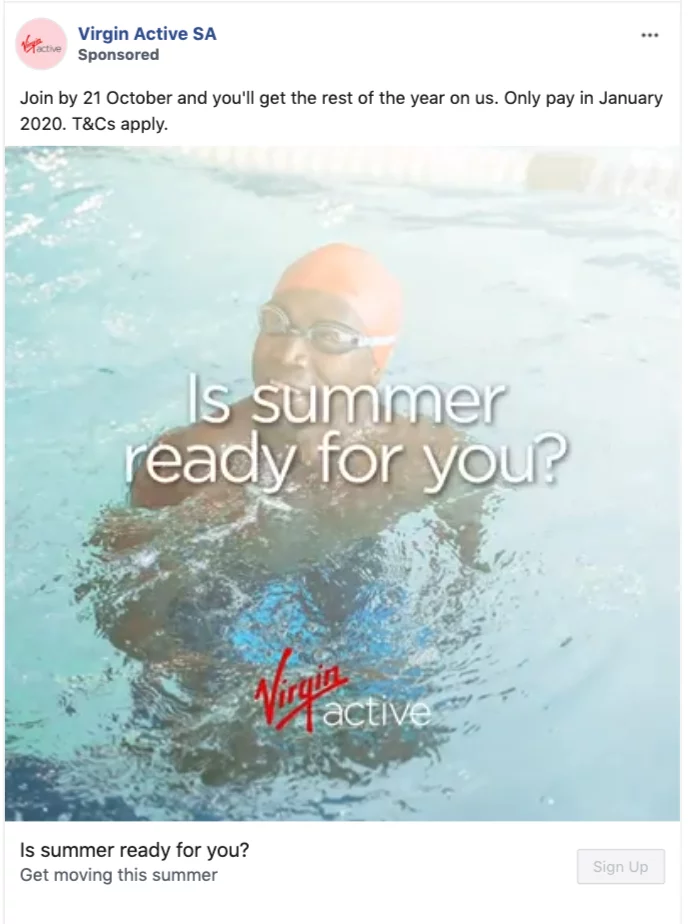 Virgin active
Virgin Active SA
Sponsored
Join by 21 October and you'll get the rest of the year on us. Only pay in January
2020. T&Cs apply.
Is summer
ready for you?
Virgin active
Is summer ready for you?
Get moving this summer
Sign Up